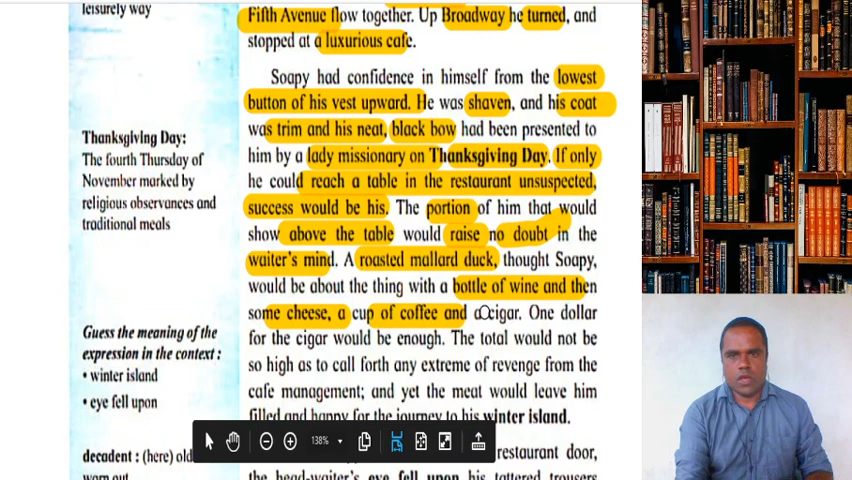 leisurely way
Thanksgiving Day:
The fourth Thursday of
November marked by
religious observances and
traditional meals
Guess the meaning of the
expression in the context :
• winter island
• eye fell upon
decedent : (here) old
worn out
Fifth Avenue flow together. Up Broadway he turned, and
stopped at a luxurious cafe.
Soapy had confidence in himself from the lowest
button of his vest upward. He was shaven, and his coat
was trim and his neat, black bow had been presented to
him by a lady missionary on Thanksgiving Day. If only
he could reach a table in the restaurant unsuspected,
success would be his. The portion of him that would
show above the table would raise no doubt in the
waiter's mind. A roasted mallard duck, thought Soapy,
would be about the thing with a bottle of wine and then
some cheese, a cup of coffee and a cigar. One dollar
for the cigar would be enough. The total would not be
so high as to call forth any extreme of revenge from the
cafe management; and yet the meat would leave him
filled and happy for the journey to his winter island.
restaurant door,
the head-waiter's eye fell upon his tattered trousers
138%